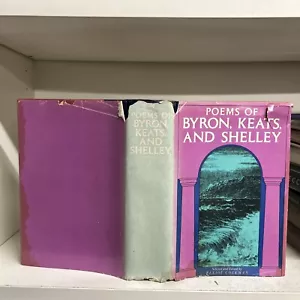 POEMS OF
BYRON,
KEATS,
AND
SHELLEY
POEMS OF
BYRON, KEATS,
AND SHELLEY